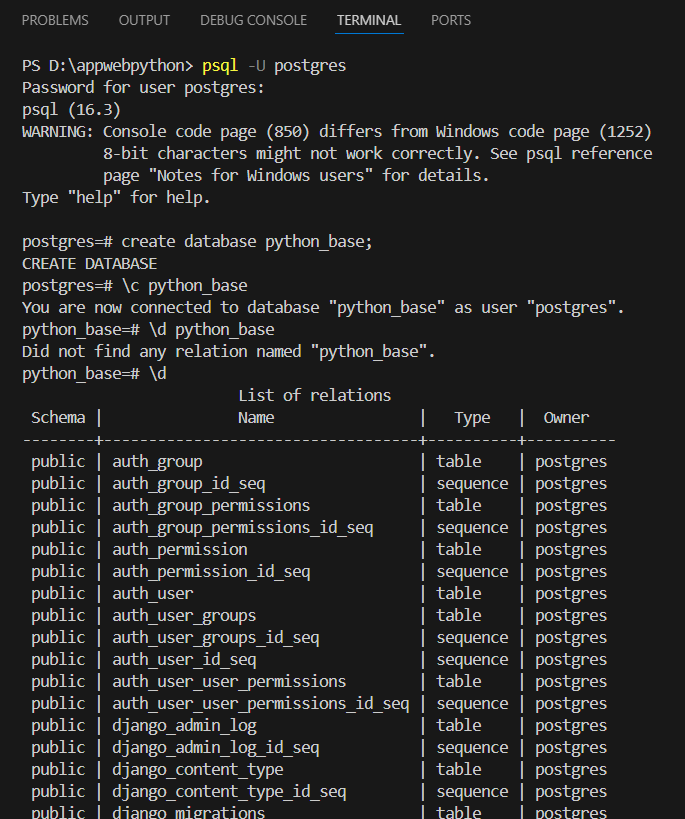 PROBLEMS OUTPUT DEBUG CONSOLE TERMINAL PORTS
PS D:\appwebpython> psql -U postgres
Password for user postgres:
psql (16.3)
WARNING: Console code page (850) differs from Windows code page (1252)
         8-bit characters might not work correctly. See psql reference
         page "Notes for Windows users" for details.
Type "help" for help.

postgres=# create database python_base;
CREATE DATABASE
postgres=# \c python_base
You are now connected to database "python_base" as user "postgres".
python_base=# \d python_base
Did not find any relation named "python_base".
python_base=# \d
                        List of relations
 Schema |               Name                |   Type   |  Owner
--------+-----------------------------------+----------+----------
 public | auth_group                        | table    | postgres
 public | auth_group_id_seq                 | sequence | postgres
 public | auth_group_permissions            | table    | postgres
 public | auth_group_permissions_id_seq     | sequence | postgres
 public | auth_permission                   | table    | postgres
 public | auth_permission_id_seq            | sequence | postgres
 public | auth_user                         | table    | postgres
 public | auth_user_groups                  | table    | postgres
 public | auth_user_groups_id_seq           | sequence | postgres
 public | auth_user_id_seq                  | sequence | postgres
 public | auth_user_user_permissions        | table    | postgres
 public | auth_user_user_permissions_id_seq | sequence | postgres
 public | django_admin_log                  | table    | postgres
 public | django_admin_log_id_seq           | sequence | postgres
 public | django_content_type               | table    | postgres
 public | django_content_type_id_seq        | sequence | postgres
 public | django_migrations                 | table    | postgres